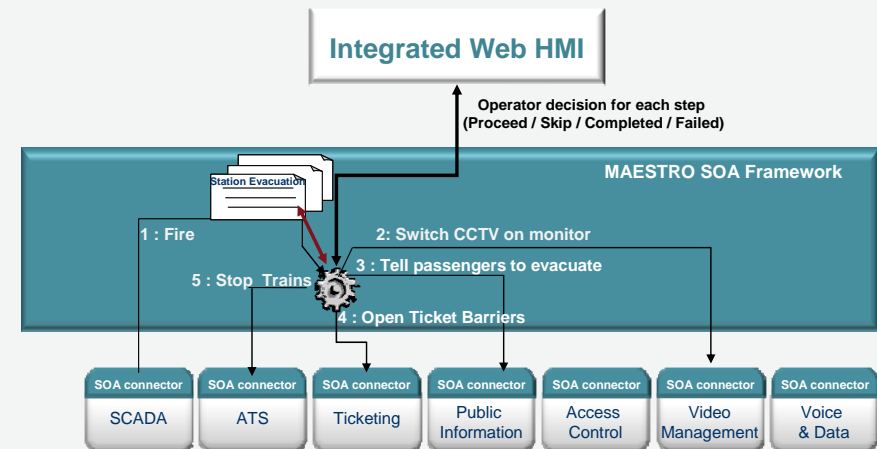 Integrated Web HMI
Operator decision for each step
(Proceed / Skip / Completed / Failed)
MAESTRO SOA Framework
Station Evacuation
1 : Fire
2: Switch CCTV on monitor
3 : Tell passengers to evacuate
5 : Stop Trains
4 : Open Ticket Barriers
SOA connector
SCADA
SOA connector
ATS
SOA connector
Ticketing
SOA connector
Public
Information
SOA connector
Access
Control
SOA connector
Video
Management
SOA connector
Voice
& Data